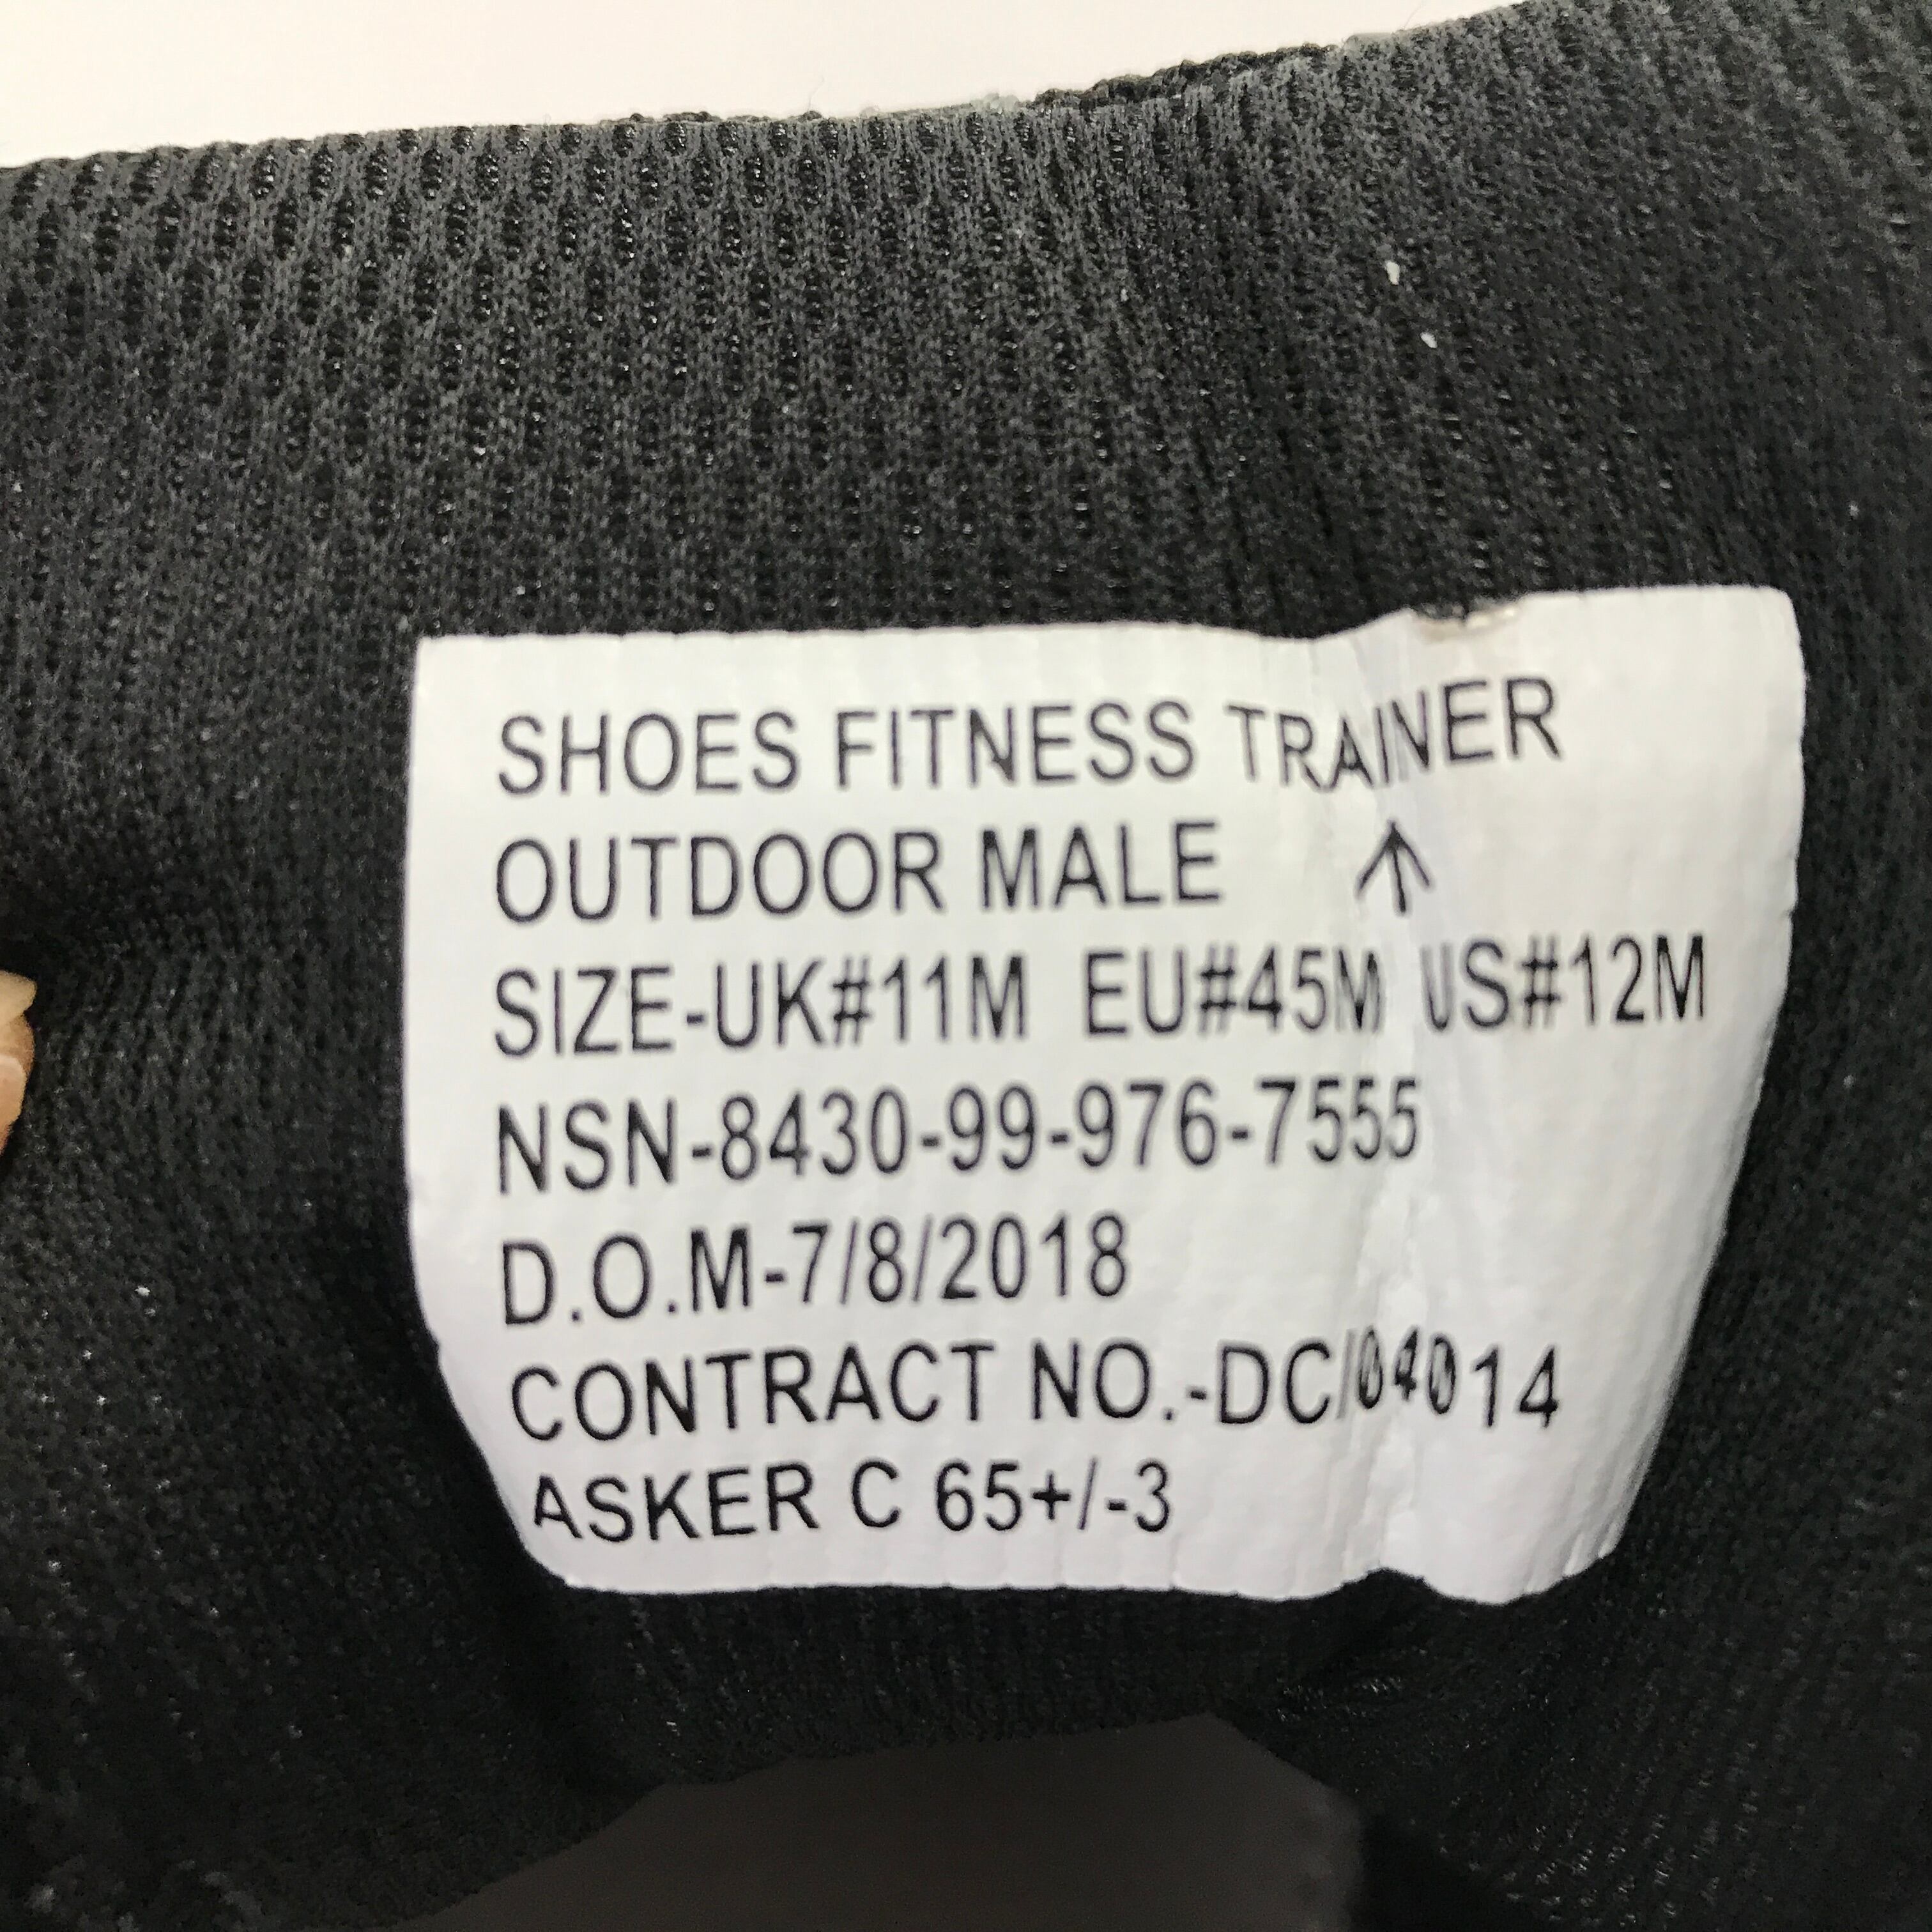 SHOES FITNESS TRAINER
OUTDOOR MALE ↑
SIZE-UK#11M EU#45M US#12M
NSN-8430-99-976-7555
D.O.M-7/8/2018
CONTRACT NO.-DC/04014
ASKER C 65+/-3